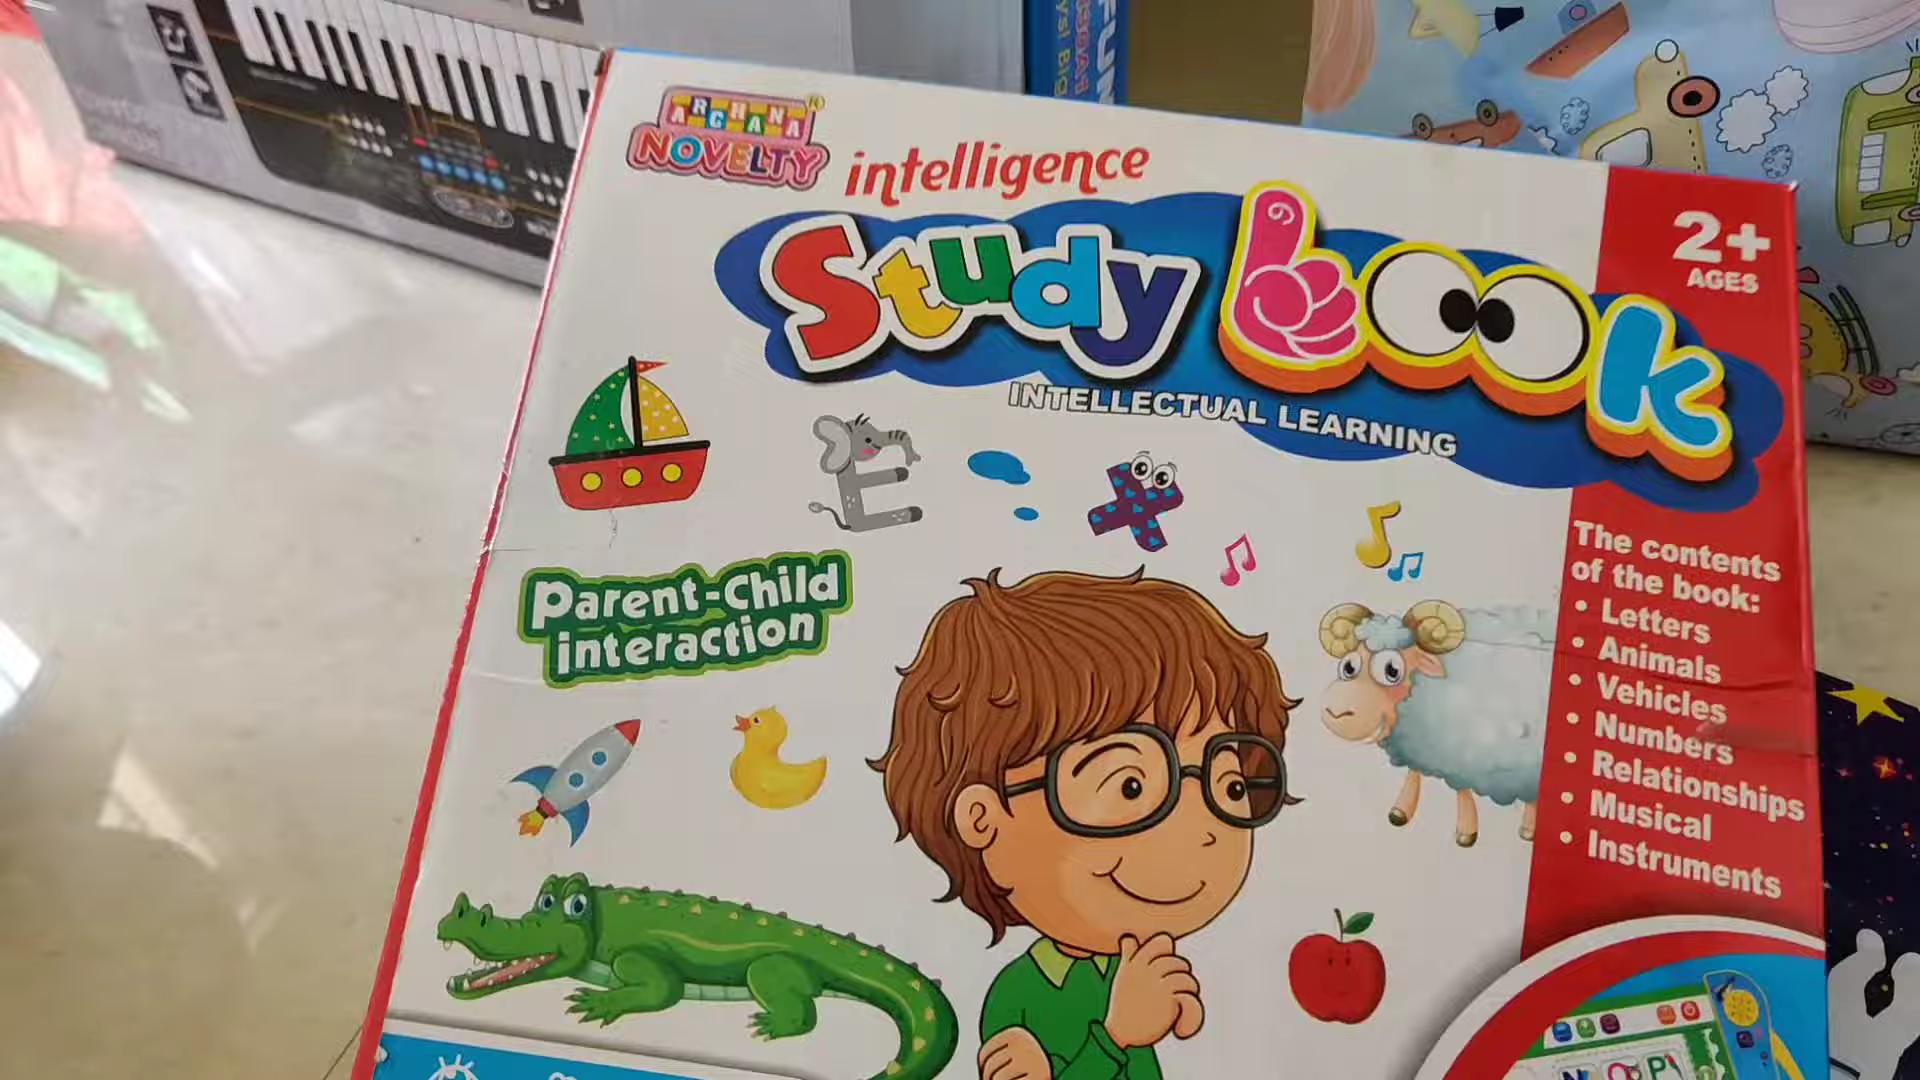 ARCHANA
NOVELTY
intelligence
Study book
INTELLECTUAL LEARNING
2+
AGES
E
Parent-Child
interaction
The contents
of the book:
• Letters
• Animals
• Vehicles
• Numbers
• Relationships
• Musical
• Instruments
FUN